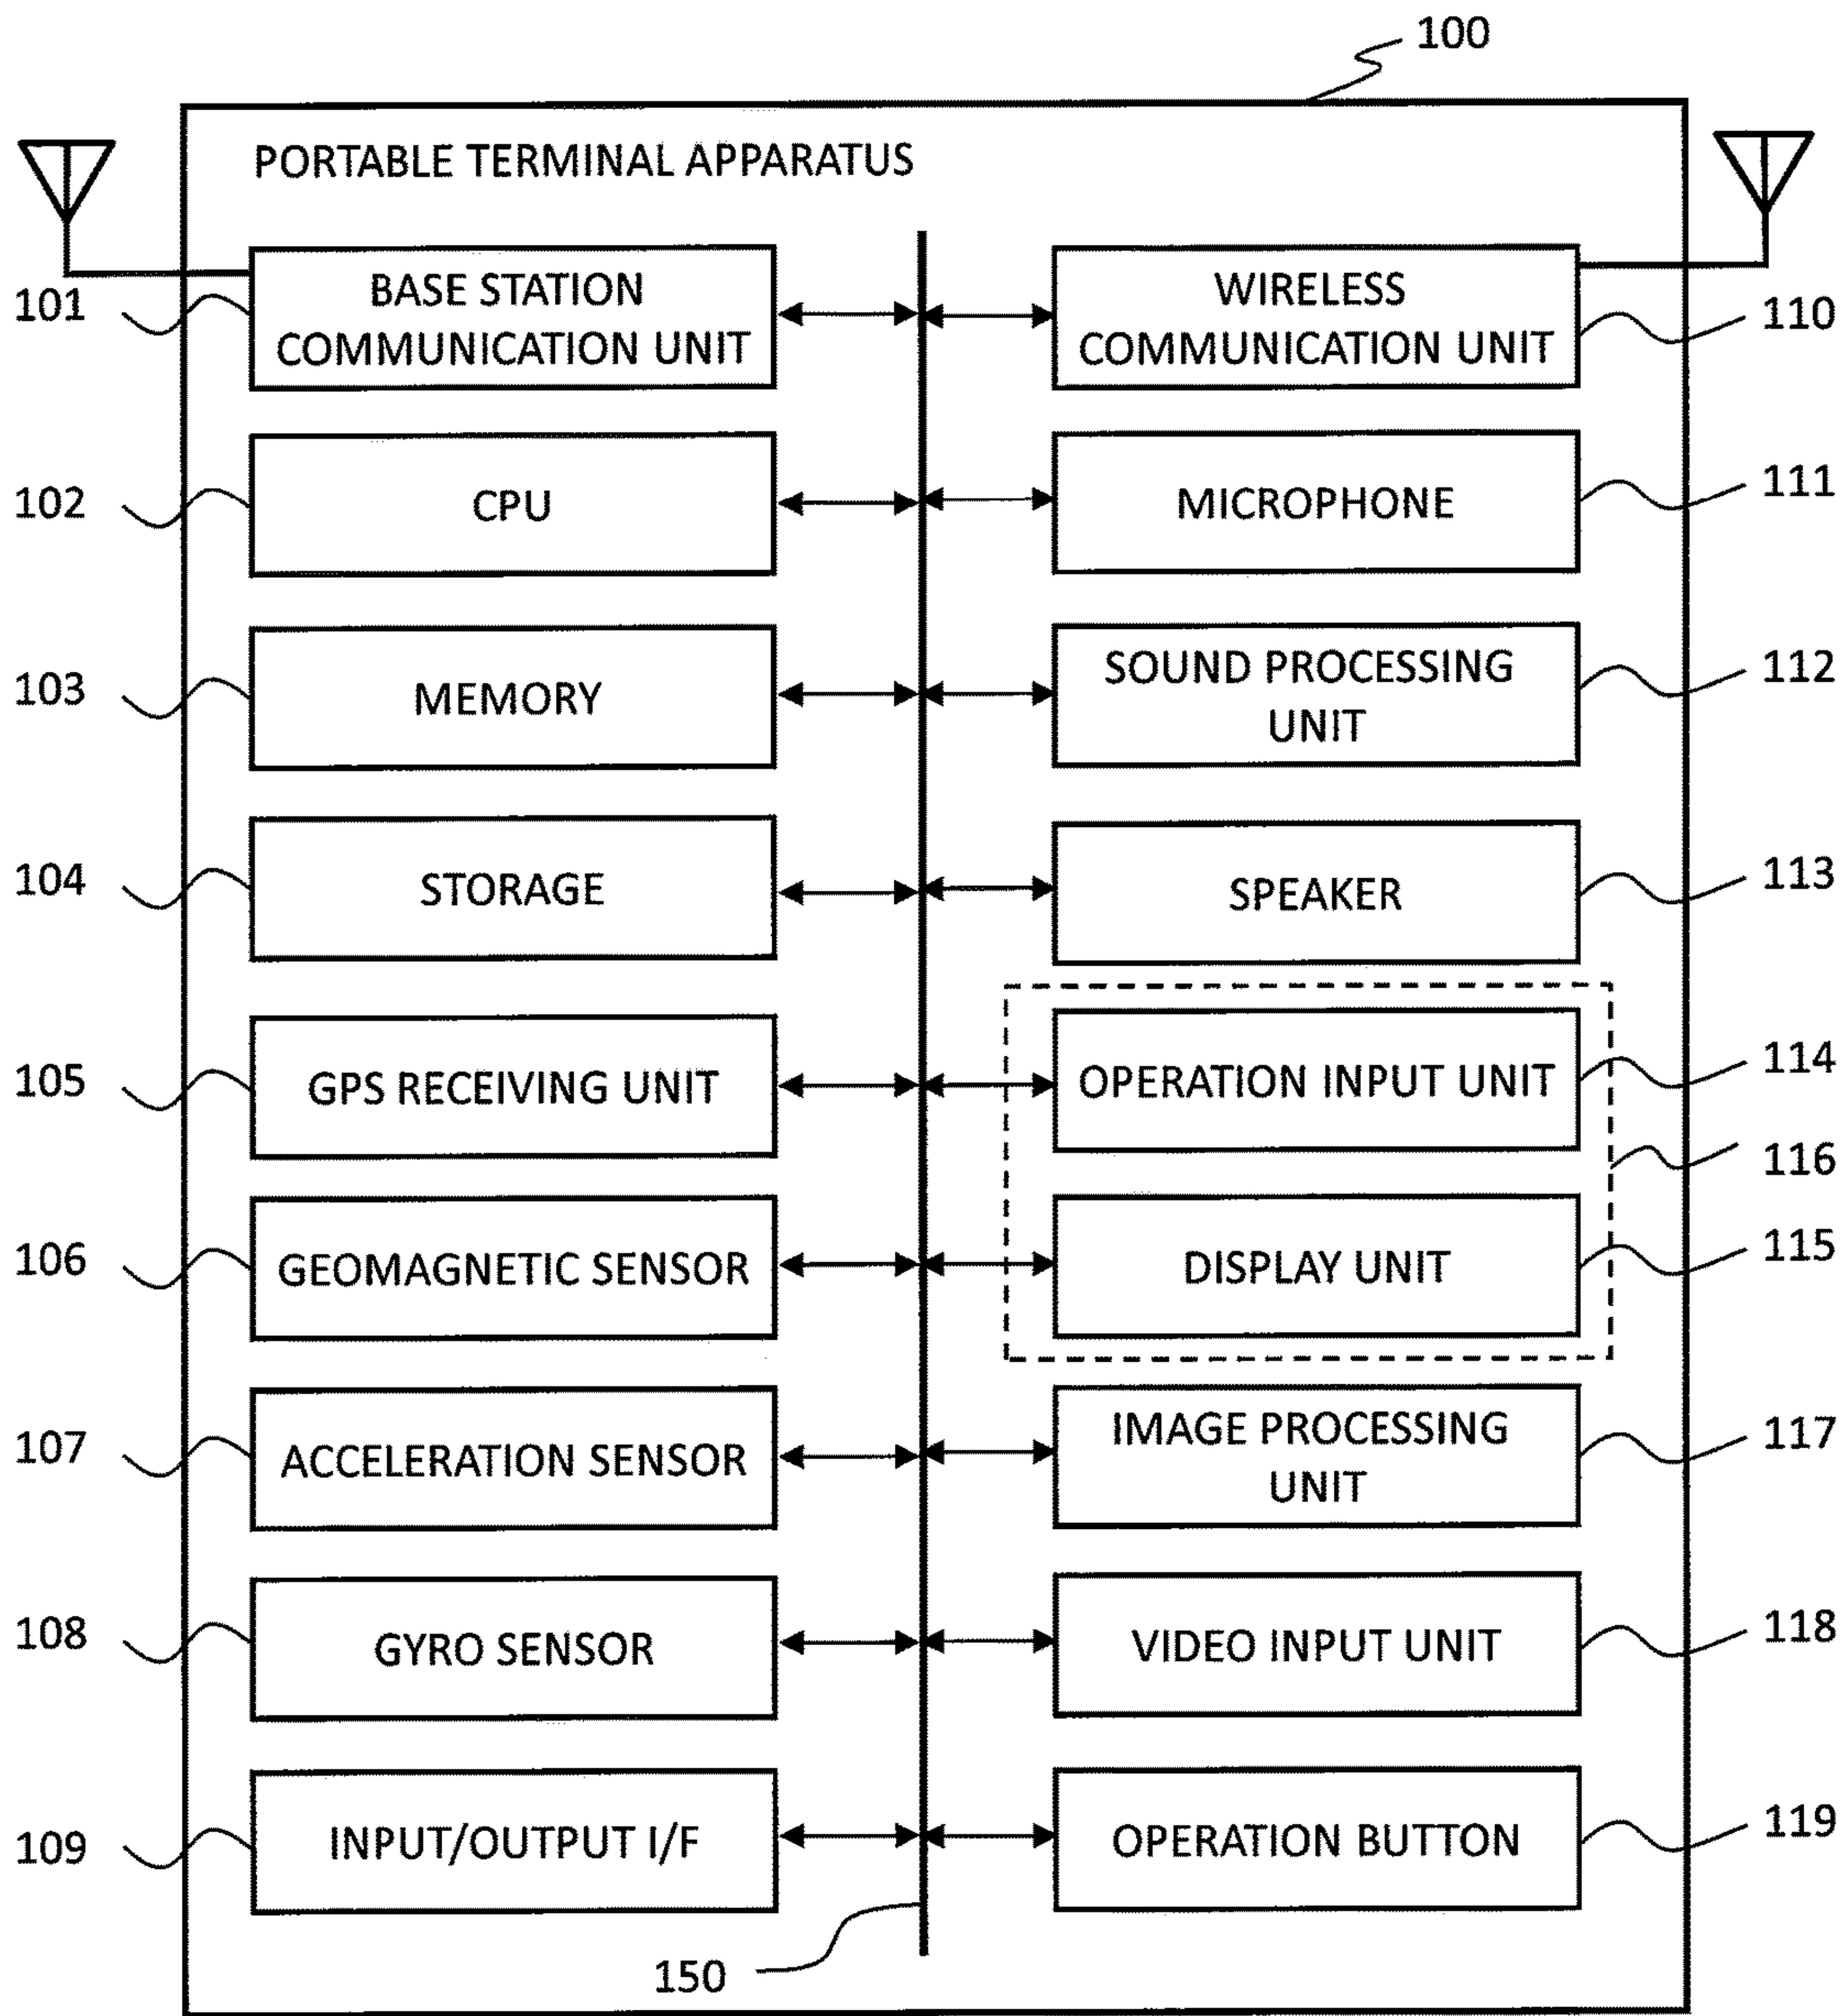 100
PORTABLE TERMINAL APPARATUS
101
BASE STATION
COMMUNICATION UNIT
WIRELESS
COMMUNICATION UNIT
110
102
CPU
MICROPHONE
111
103
MEMORY
SOUND PROCESSING
UNIT
112
104
STORAGE
SPEAKER
113
105
GPS RECEIVING UNIT
OPERATION INPUT UNIT
114
116
106
GEOMAGNETIC SENSOR
DISPLAY UNIT
115
107
ACCELERATION SENSOR
IMAGE PROCESSING
UNIT
117
108
GYRO SENSOR
VIDEO INPUT UNIT
118
109
INPUT/OUTPUT I/F
OPERATION BUTTON
119
150